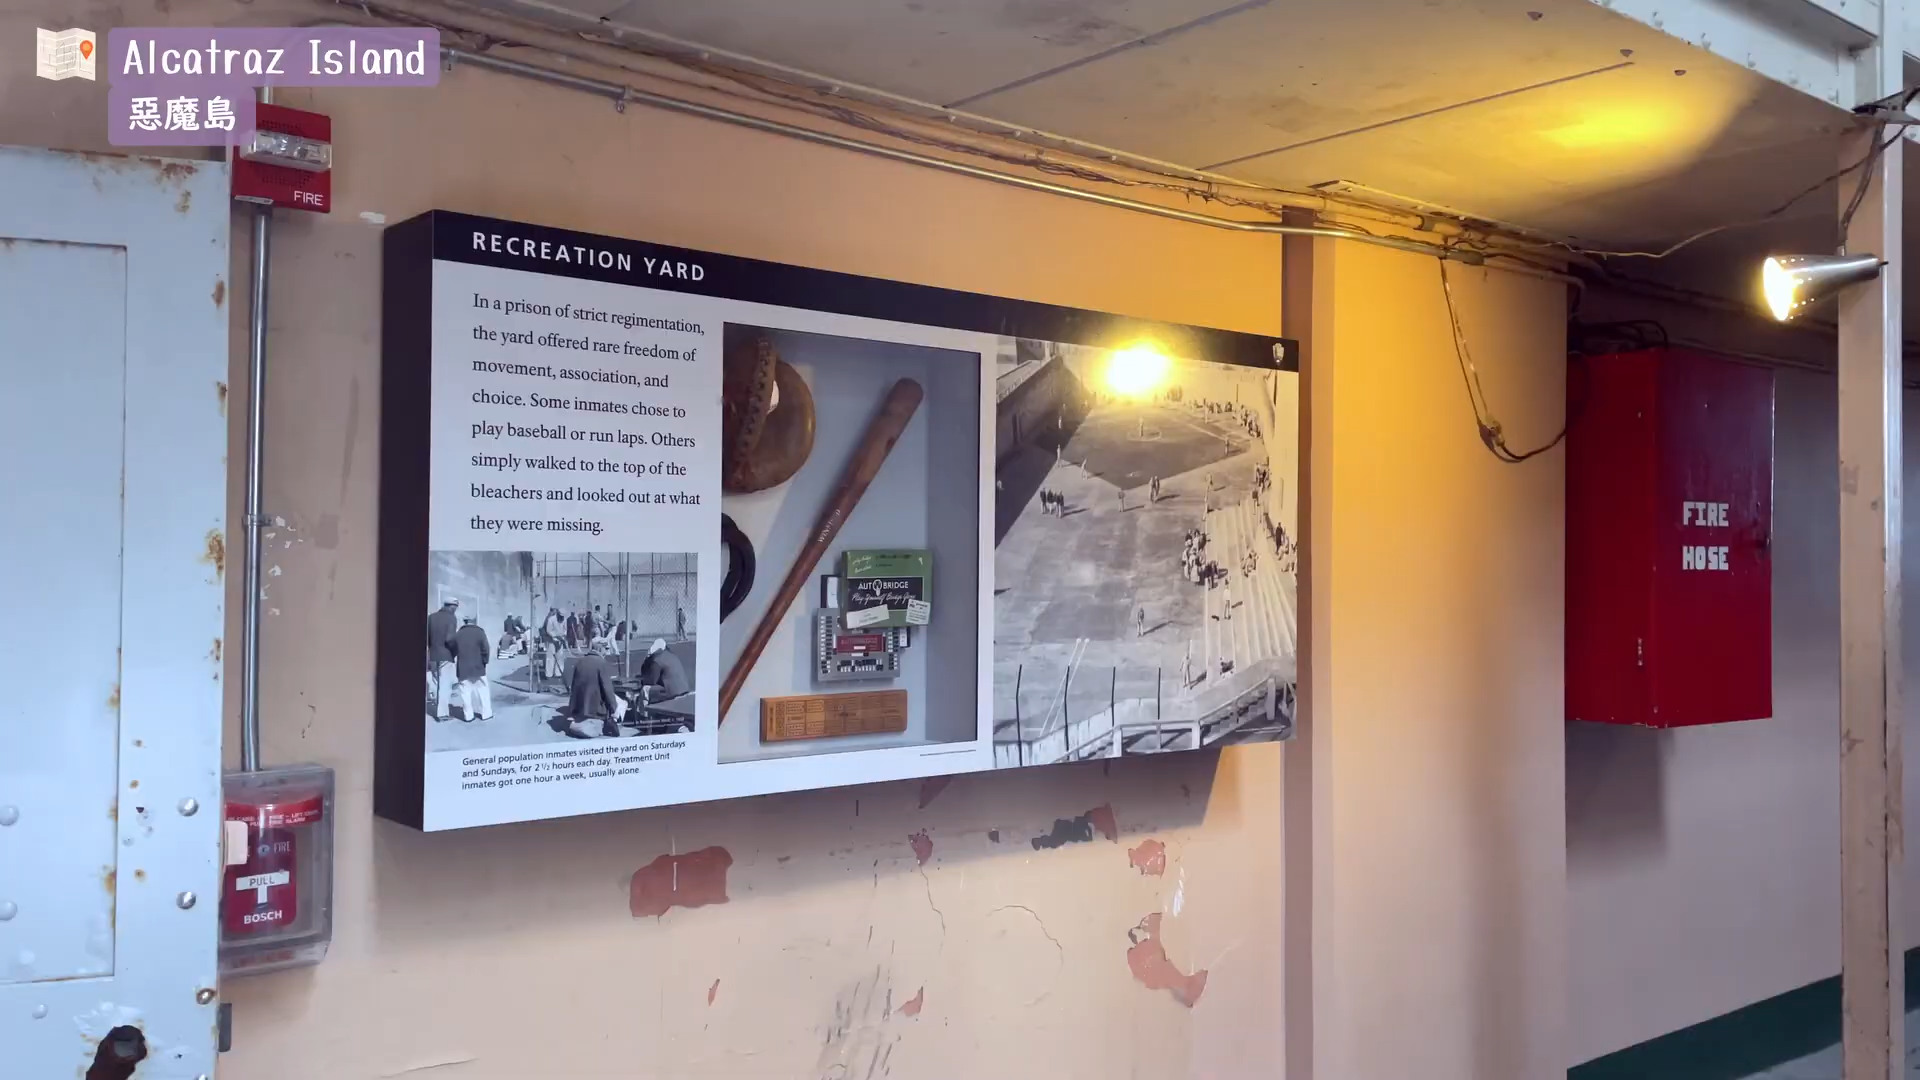 Alcatraz Island
惡魔島
FIRE
RECREATION YARD
In a prison of strict regimentation,
the yard offered rare freedom of
movement, association, and
choice. Some inmates chose to
play baseball or run laps. Others
simply walked to the top of the
bleachers and looked out at what
they were missing.
General population inmates visited the yard on Saturdays
and Sundays, for 2 1/2 hours each day. Treatment Unit
inmates got one hour a week, usually alone.
AUTOBRIDGE
Play-Yourself Bridge Game
FIRE
HOSE
FIRE
PULL
BOSCH